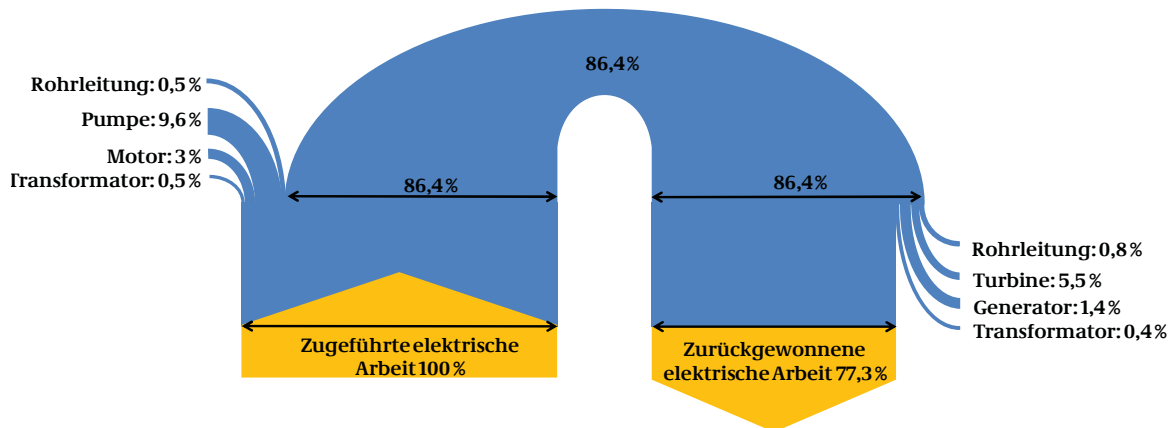 86,4%
Rohrleitung: 0,5%
Pumpe: 9,6%
Motor: 3%
Transformator: 0,5%
86,4%
86,4%
Rohrleitung: 0,8%
Turbine: 5,5%
Generator: 1,4%
Transformator: 0,4%
Zugeführte elektrische
Arbeit 100%
Zurückgewonnene
elektrische Arbeit 77,3%